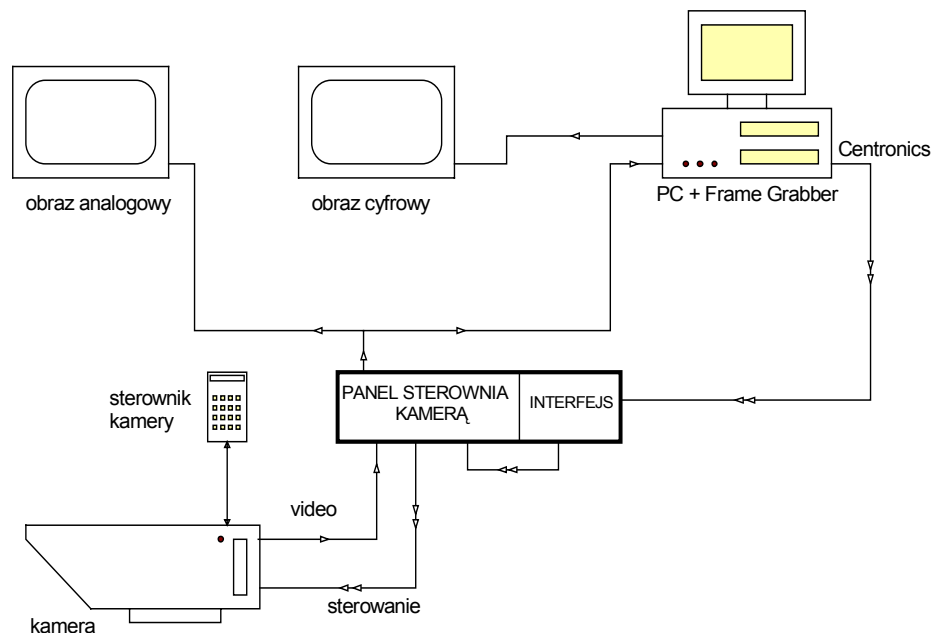 Centronics
obraz analogowy
obraz cyfrowy
PC + Frame Grabber
sterownik
kamery
PANEL STEROWNIA
KAMERĄ
INTERFEJS
video
sterowanie
kamera